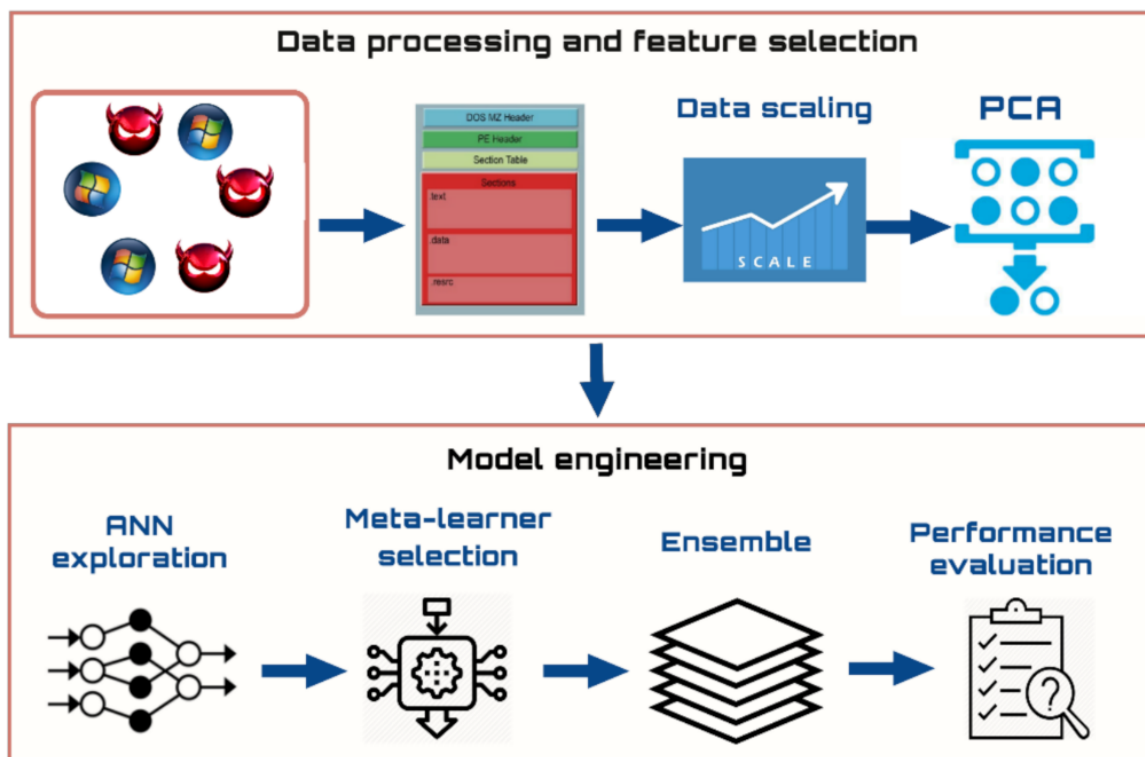 Data processing and feature selection
DOS MZ Header
PE Header
Section Table
Sections
.text
.data
.resrc
Data scaling
SCALE
PCA
Model engineering
ANN
exploration
Meta-learner
selection
Ensemble
Performance
evaluation
?